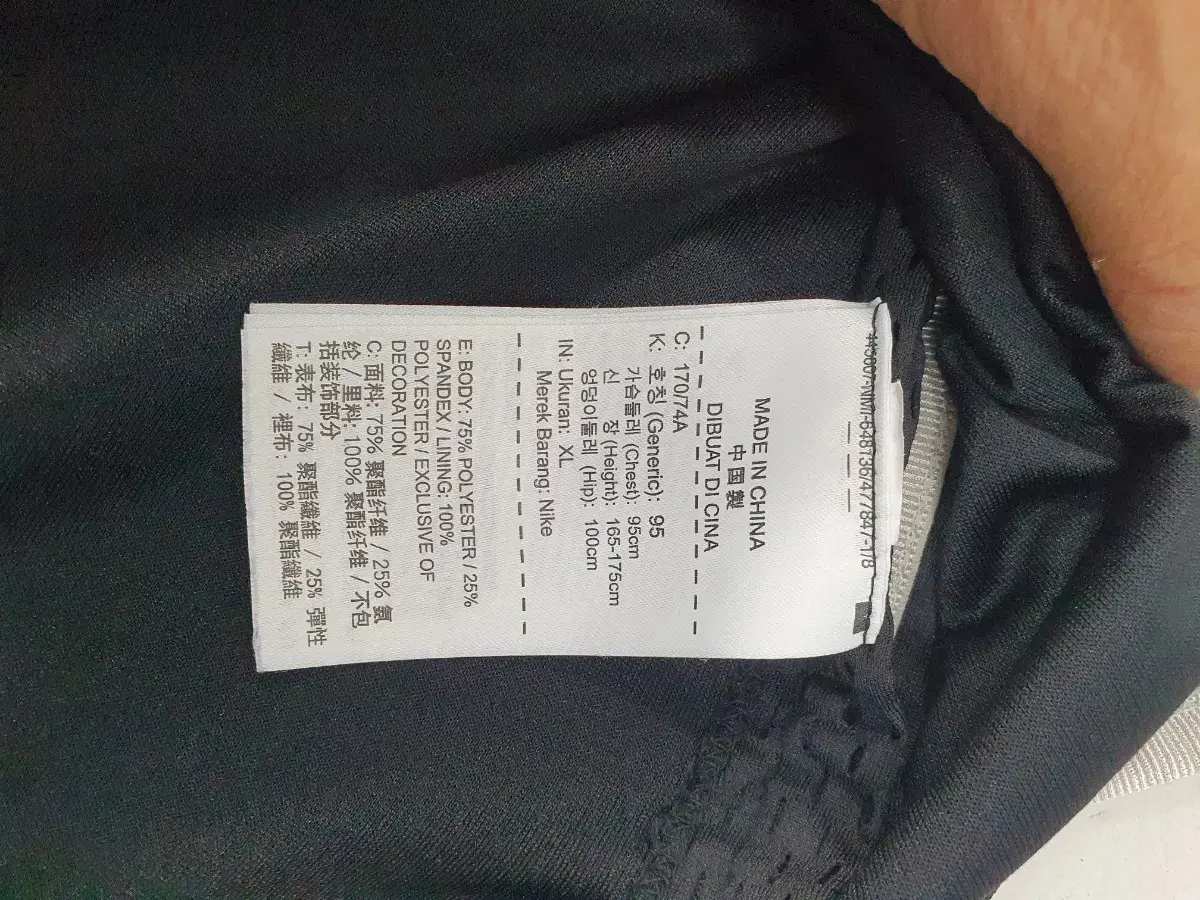 MADE IN CHINA
中国製
DIBUAT DI CINA
C: 170/74A
K: 호칭 (Generic): 95
가슴둘레 (Chest): 95cm
신 장 (Height): 165-175cm
엉덩이둘레 (Hip): 100cm
IN: Ukuran: XL
Merek Barang: Nike
E: BODY: 75% POLYESTER / 25%
SPANDEX / LINING: 100%
POLYESTER / EXCLUSIVE OF
DECORATION
C: 面料: 75% 聚酯纤维 / 25% 氨
纶 / 里料: 100% 聚酯纤维 / 不包
括装饰部分
T: 表布: 75% 聚酯纖維 / 25% 彈性
纖維 / 裡布: 100% 聚酯纖維